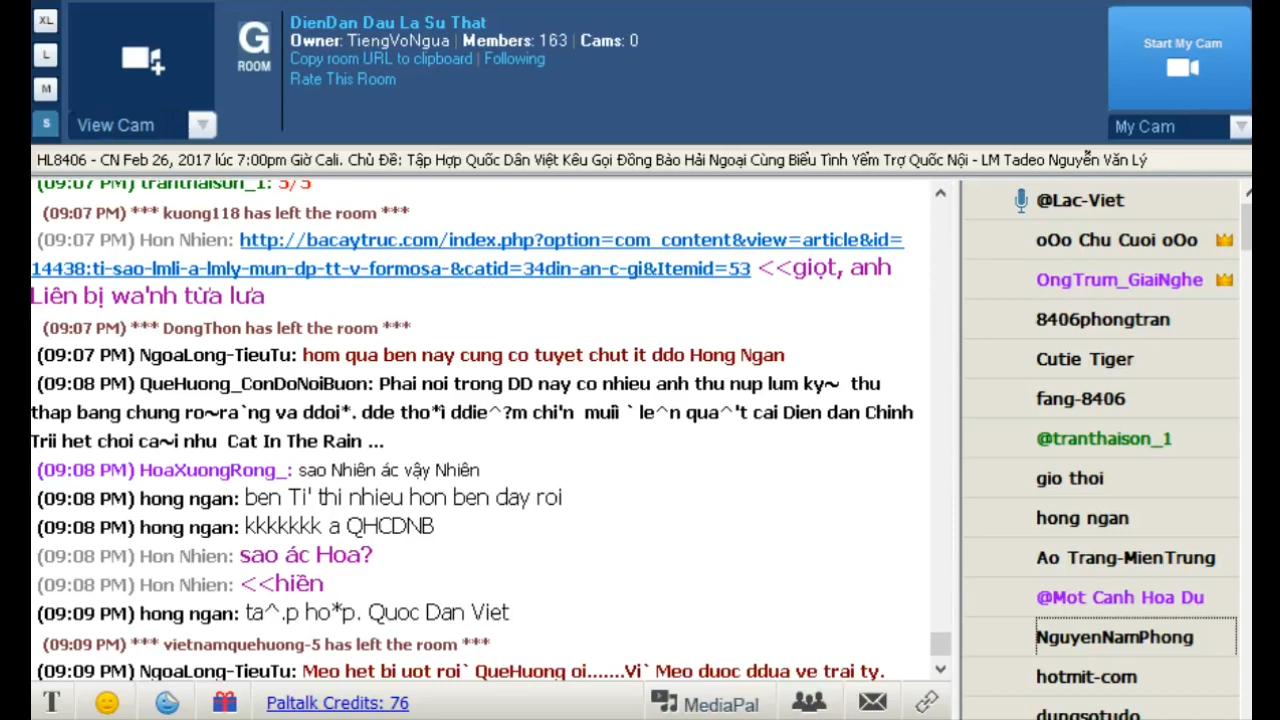 XL
L
M
S
View Cam
G
ROOM
DienDan Dau La Su That
Owner: TiengVoNgua | Members: 163 | Cams: 0
Copy room URL to clipboard | Following
Rate This Room
Start My Cam
My Cam
HL8406 - CN Feb 26, 2017 lúc 7:00pm Giờ Cali. Chủ Đề: Tập Hợp Quốc Dân Việt Kêu Gọi Đồng Bào Hải Ngoại Cùng Biểu Tình Yểm Trợ Quốc Nội - LM Tadeo Nguyễn Văn Lý
(09:07 PM) tranthaison_1: 5/5
(09:07 PM) *** kuong118 has left the room ***
(09:07 PM) Hon Nhien: http://bacaytruc.com/index.php?option=com_content&view=article&id=
14438:ti-sao-lmli-a-lmly-mun-dp-tt-v-formosa-&catid=34din-an-c-gi&Itemid=53 <<giọt, anh
Liên bị wa'nh từa lưa
(09:07 PM) *** DongThon has left the room ***
(09:07 PM) NgoaLong-TieuTu: hom qua ben nay cung co tuyet chut it ddo Hong Ngan
(09:08 PM) QueHuong_ConDoNoiBuon: Phai noi trong DD nay co nhieu anh thu nup lum ky~ thu
thap bang chung ro~ra`ng va ddoi*. dde tho*ì ddie^?m chi'n muìi ` le^n qua^'t cai Dien dan Chinh
Trii het choi ca~i nhu Cat In The Rain ...
(09:08 PM) HoaXuongRong_: sao Nhiên ác vậy Nhiên
(09:08 PM) hong ngan: ben Ti' thi nhieu hon ben day roi
(09:08 PM) hong ngan: kkkkkkk a QHCDNB
(09:08 PM) Hon Nhien: sao ác Hoa?
(09:08 PM) Hon Nhien: <<hiền
(09:09 PM) hong ngan: ta^.p ho*p. Quoc Dan Viet
(09:09 PM) *** vietnamquehuong-5 has left the room ***
(09:09 PM) NgoaLong-TieuTu: Meo het bi uot roi` QueHuong oi.......Vi` Meo duoc ddua ve trai ty.
@Lac-Viet
oOo Chu Cuoi oOo
OngTrum_GiaiNghe
8406phongtran
Cutie Tiger
fang-8406
@tranthaison_1
gio thoi
hong ngan
Ao Trang-MienTrung
@Mot Canh Hoa Du
NguyenNamPhong
hotmit-com
dungsotudo
T
Paltalk Credits: 76
MediaPal